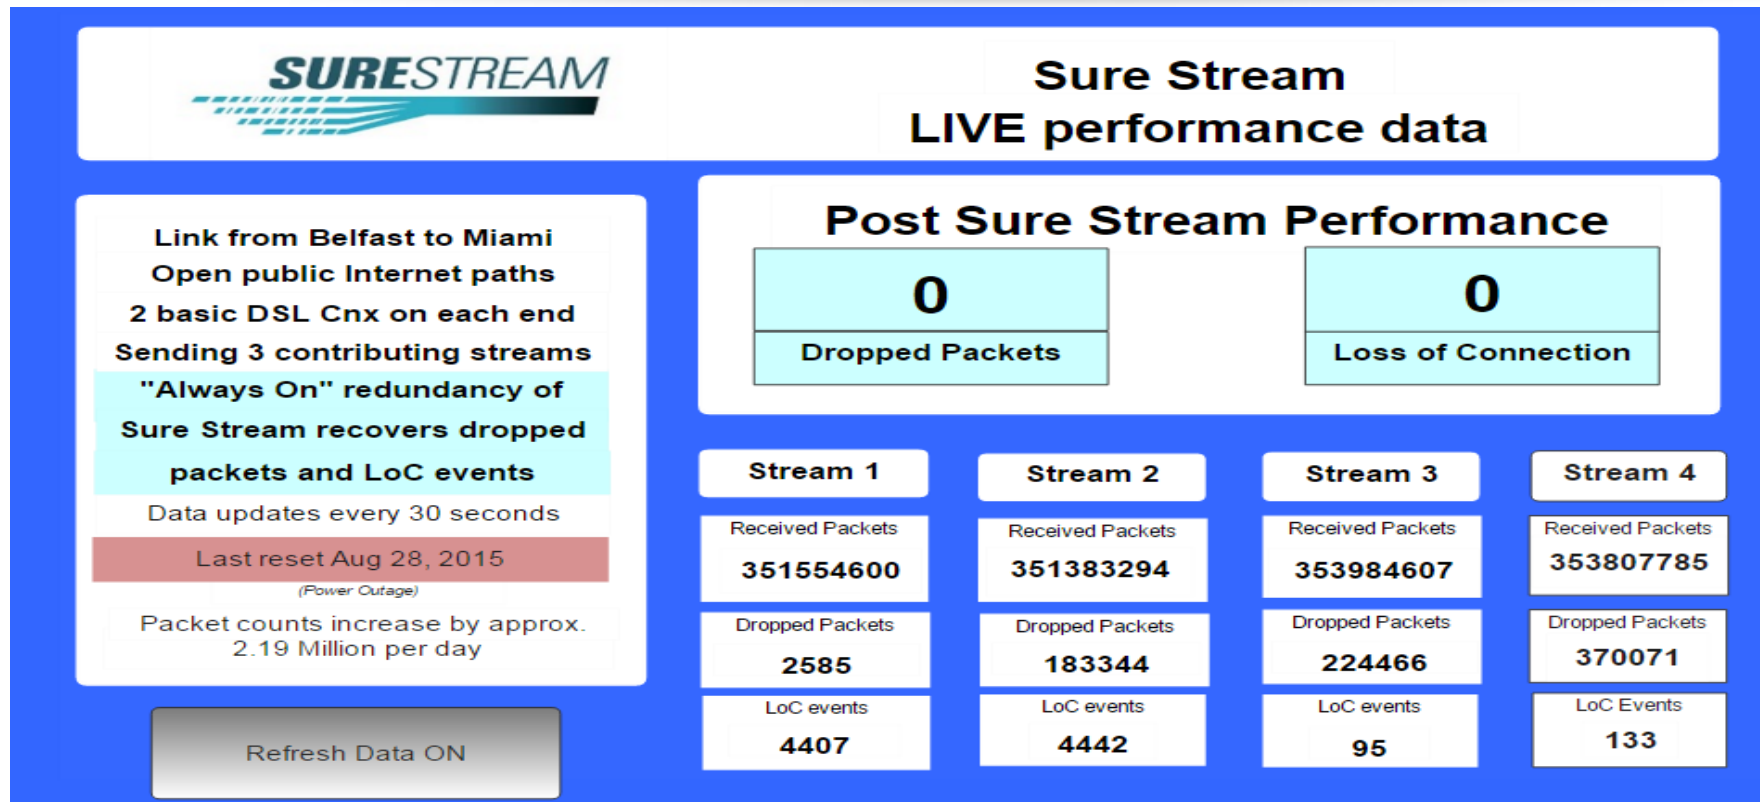 SURESTREAM
Sure Stream
LIVE performance data
Link from Belfast to Miami
Open public Internet paths
2 basic DSL Cnx on each end
Sending 3 contributing streams
"Always On" redundancy of
Sure Stream recovers dropped
packets and LoC events
Data updates every 30 seconds
Last reset Aug 28, 2015
(Power Outage)
Packet counts increase by approx.
2.19 Million per day
Refresh Data ON
Post Sure Stream Performance
0
Dropped Packets
0
Loss of Connection
Stream 1
Received Packets
351554600
Dropped Packets
2585
LoC events
4407
Stream 2
Received Packets
351383294
Dropped Packets
183344
LoC events
4442
Stream 3
Received Packets
353984607
Dropped Packets
224466
LoC events
95
Stream 4
Received Packets
353807785
Dropped Packets
370071
LoC Events
133